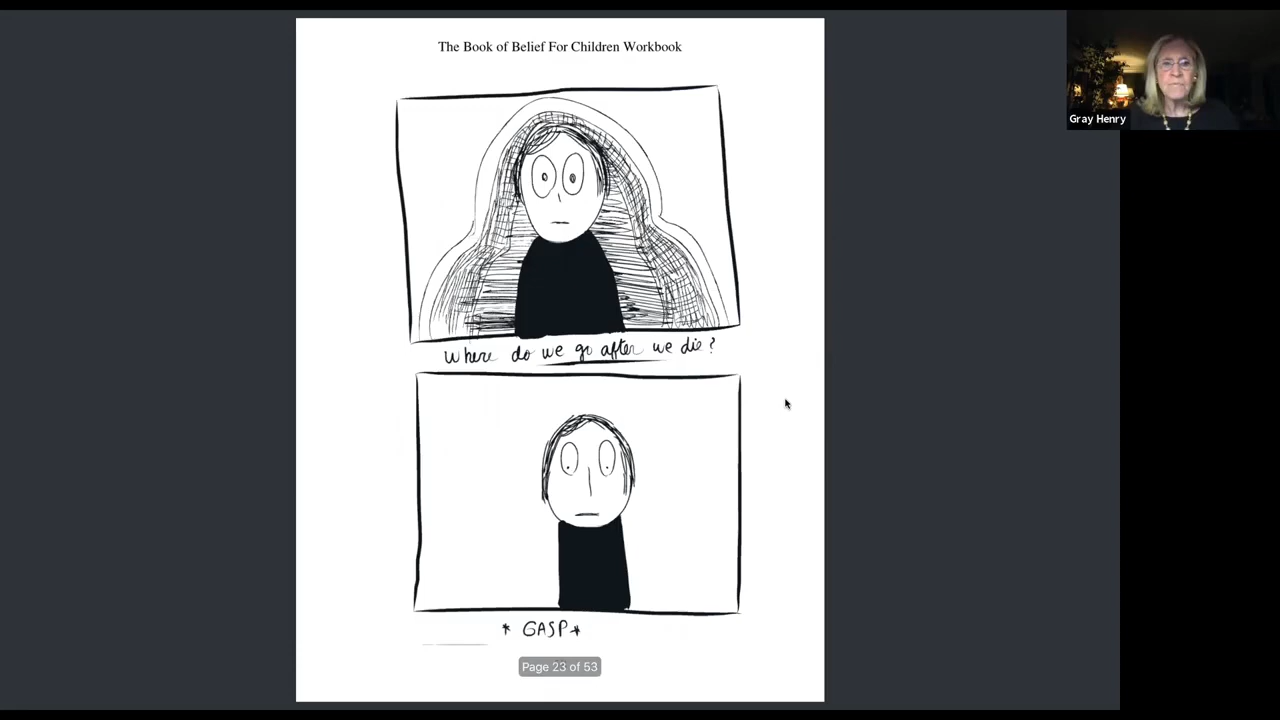 The Book of Belief For Children Workbook
Gray Henry
Where do we go after we die?
* GASP *
Page 23 of 53